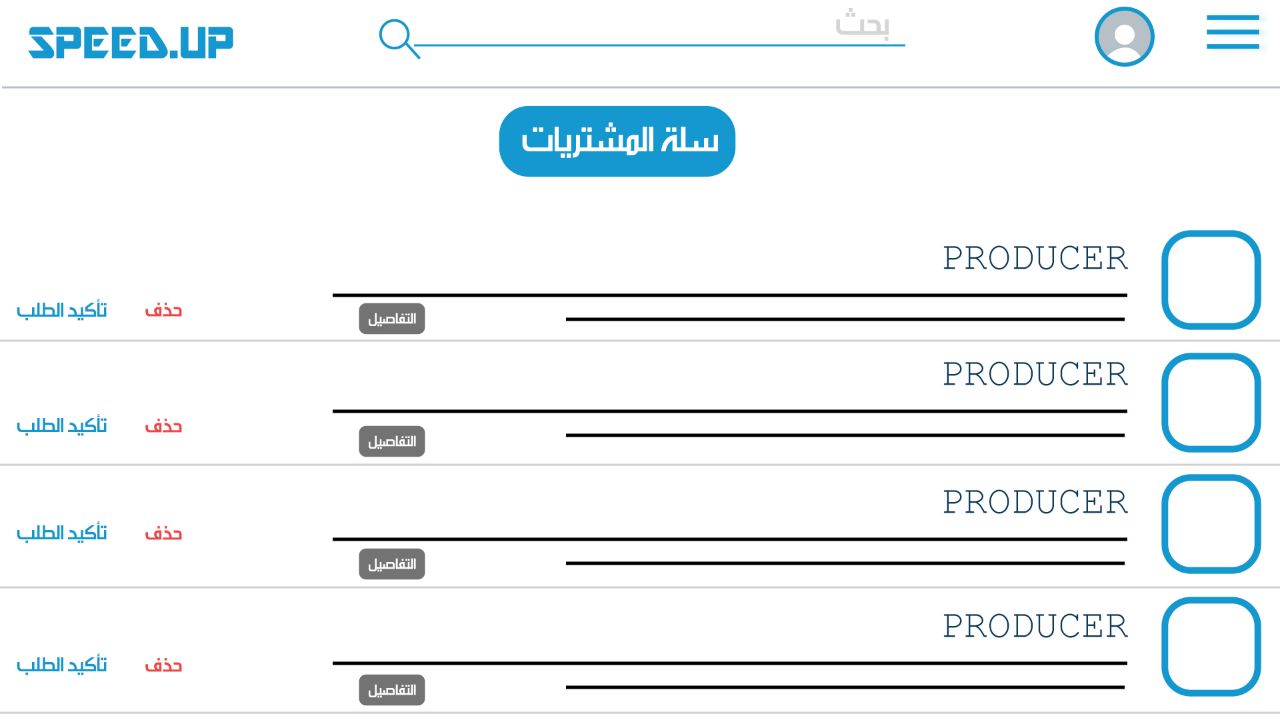 SPEED.UP
بحث
سلة المشتريات
PRODUCER
التفاصيل
حذف
تأكيد الطلب
PRODUCER
التفاصيل
حذف
تأكيد الطلب
PRODUCER
التفاصيل
حذف
تأكيد الطلب
PRODUCER
التفاصيل
حذف
تأكيد الطلب